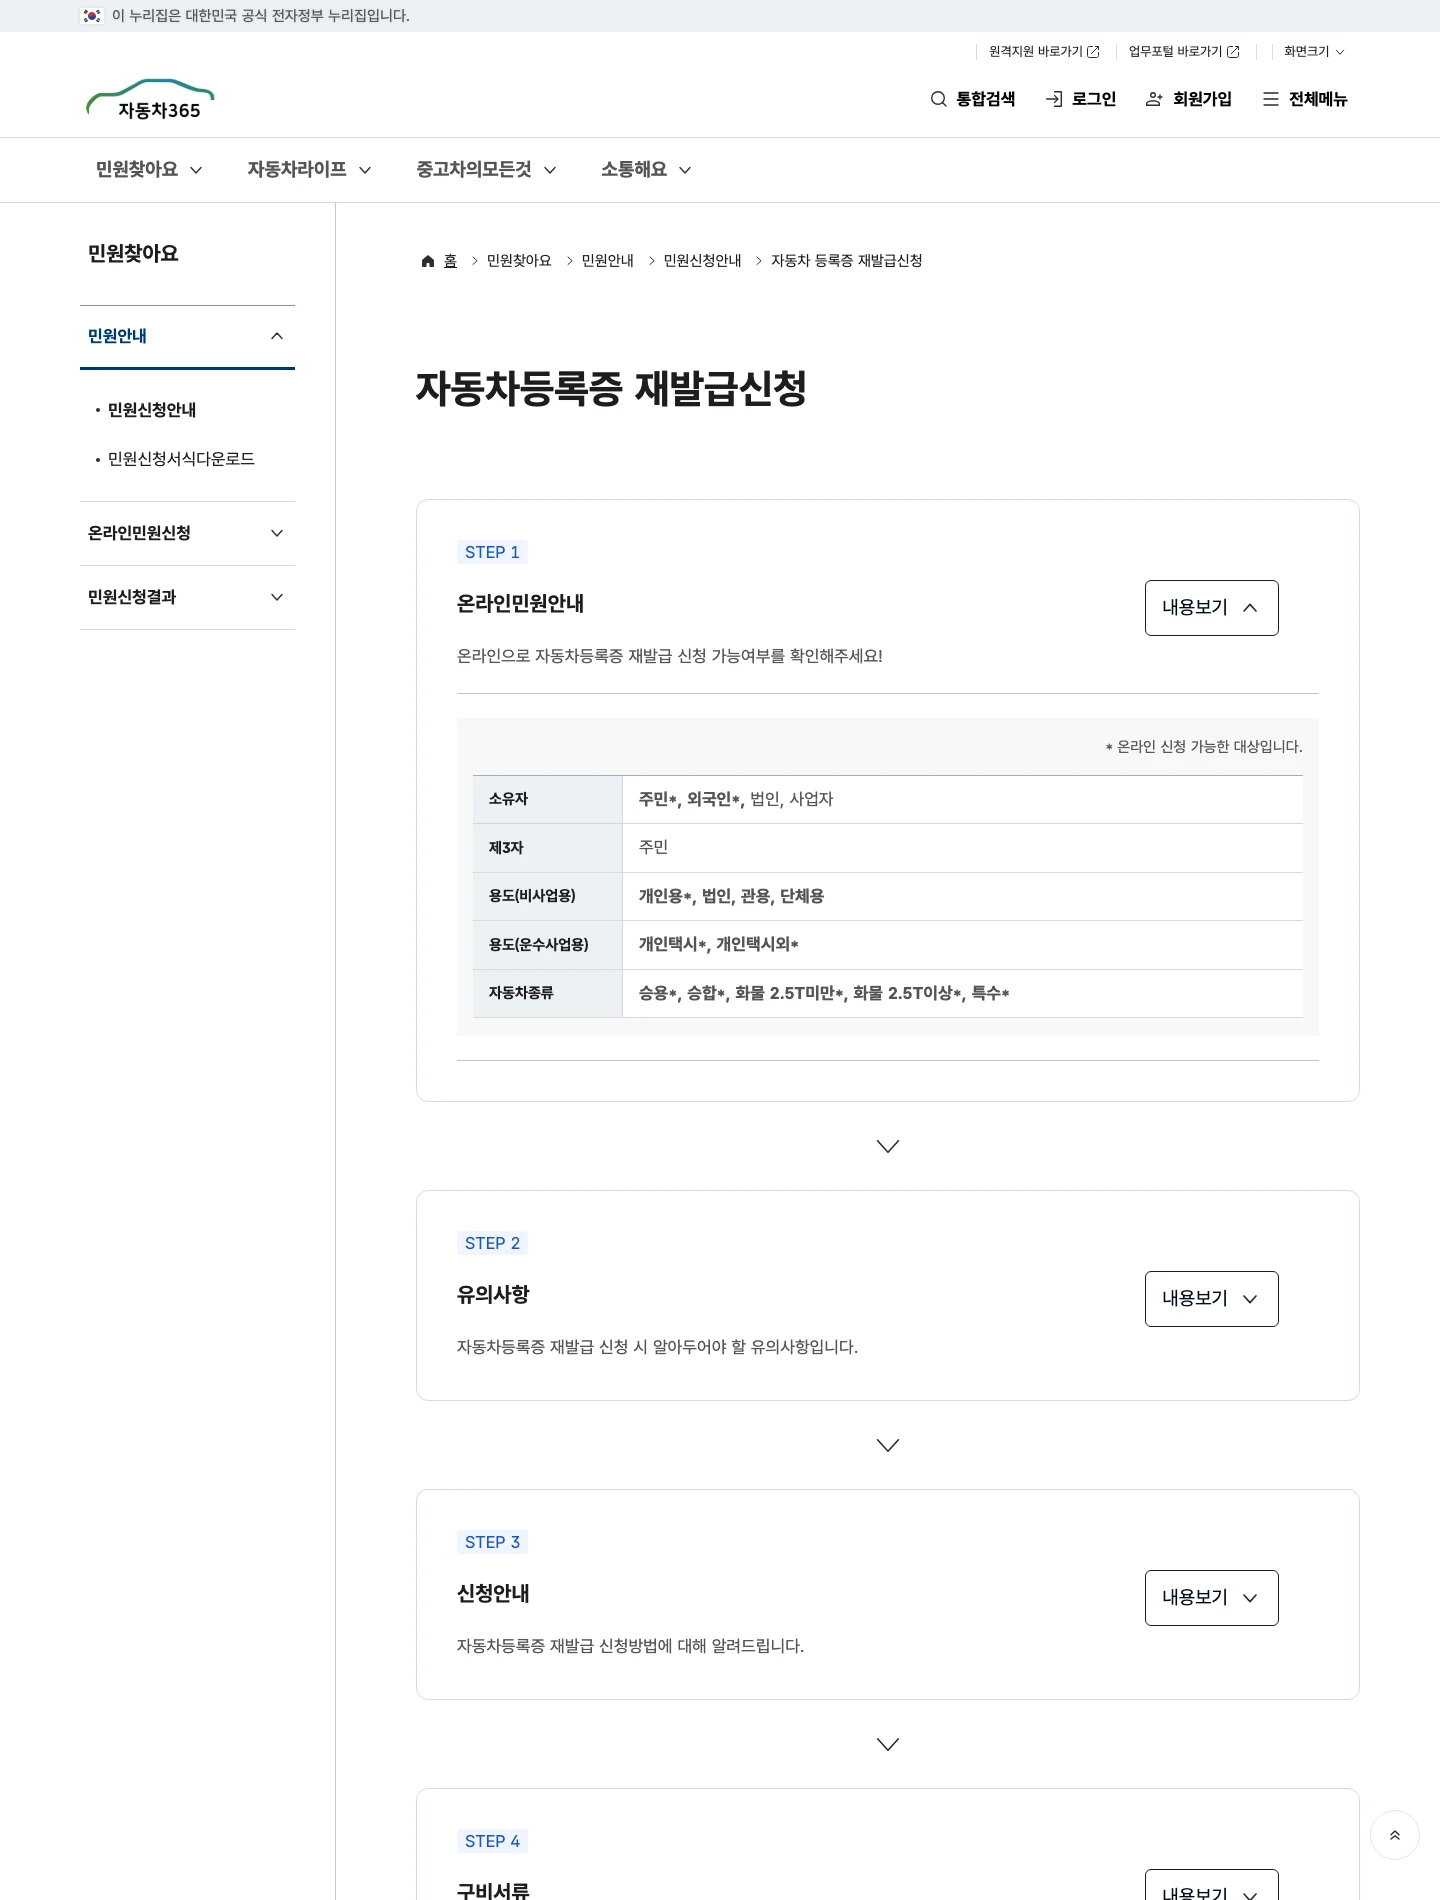 이 누리집은 대한민국 공식 전자정부 누리집입니다.
원격지원 바로가기
업무포털 바로가기
화면크기
자동차365
통합검색
로그인
회원가입
전체메뉴
민원찾아요
자동차라이프
중고차의모든것
소통해요
민원찾아요
민원안내
• 민원신청안내
• 민원신청서식다운로드
온라인민원신청
민원신청결과
홈 > 민원찾아요 > 민원안내 > 민원신청안내 > 자동차 등록증 재발급신청
자동차등록증 재발급신청
STEP 1
온라인민원안내
내용보기
온라인으로 자동차등록증 재발급 신청 가능여부를 확인해주세요!
* 온라인 신청 가능한 대상입니다.
소유자 주민*, 외국인*, 법인, 사업자
제3자 주민
용도(비사업용) 개인용*, 법인, 관용, 단체용
용도(운수사업용) 개인택시*, 개인택시외*
자동차종류 승용*, 승합*, 화물 2.5T미만*, 화물 2.5T이상*, 특수*
STEP 2
유의사항
내용보기
자동차등록증 재발급 신청 시 알아두어야 할 유의사항입니다.
STEP 3
신청안내
내용보기
자동차등록증 재발급 신청방법에 대해 알려드립니다.
STEP 4
구비서류
내용보기